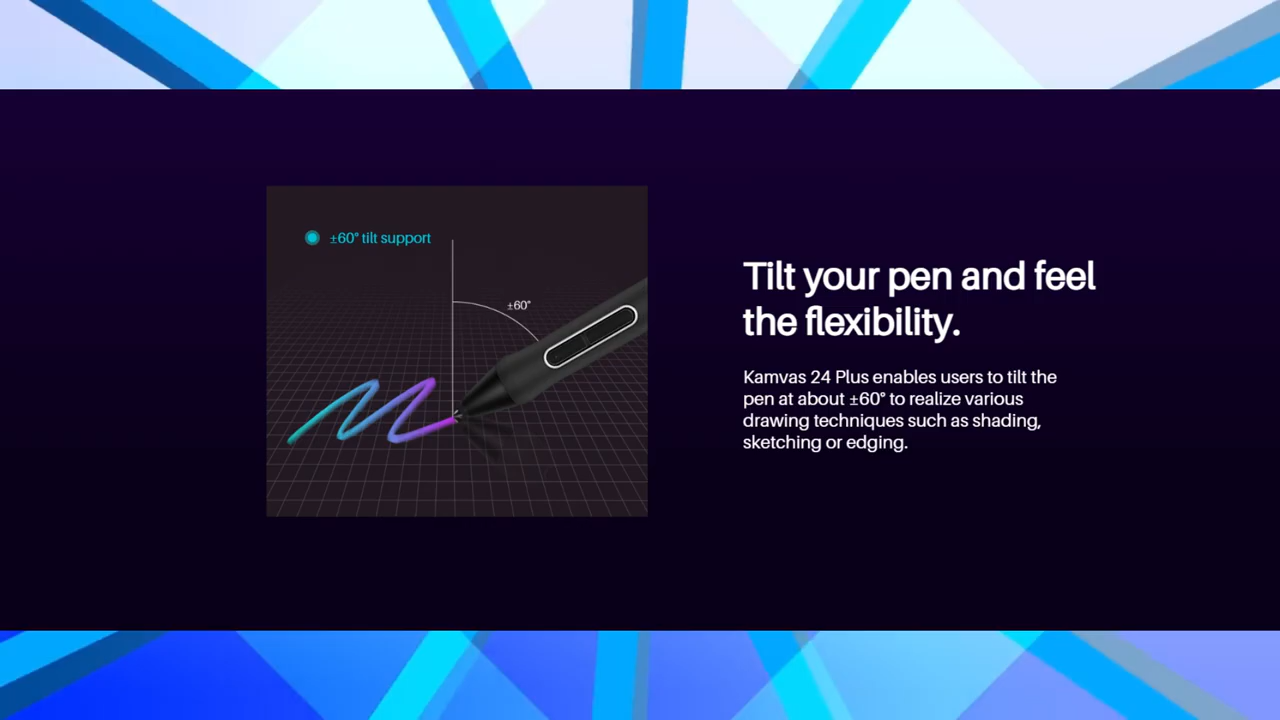 ±60° tilt support
±60°
Tilt your pen and feel
the flexibility.
Kamvas 24 Plus enables users to tilt the
pen at about ±60° to realize various
drawing techniques such as shading,
sketching or edging.